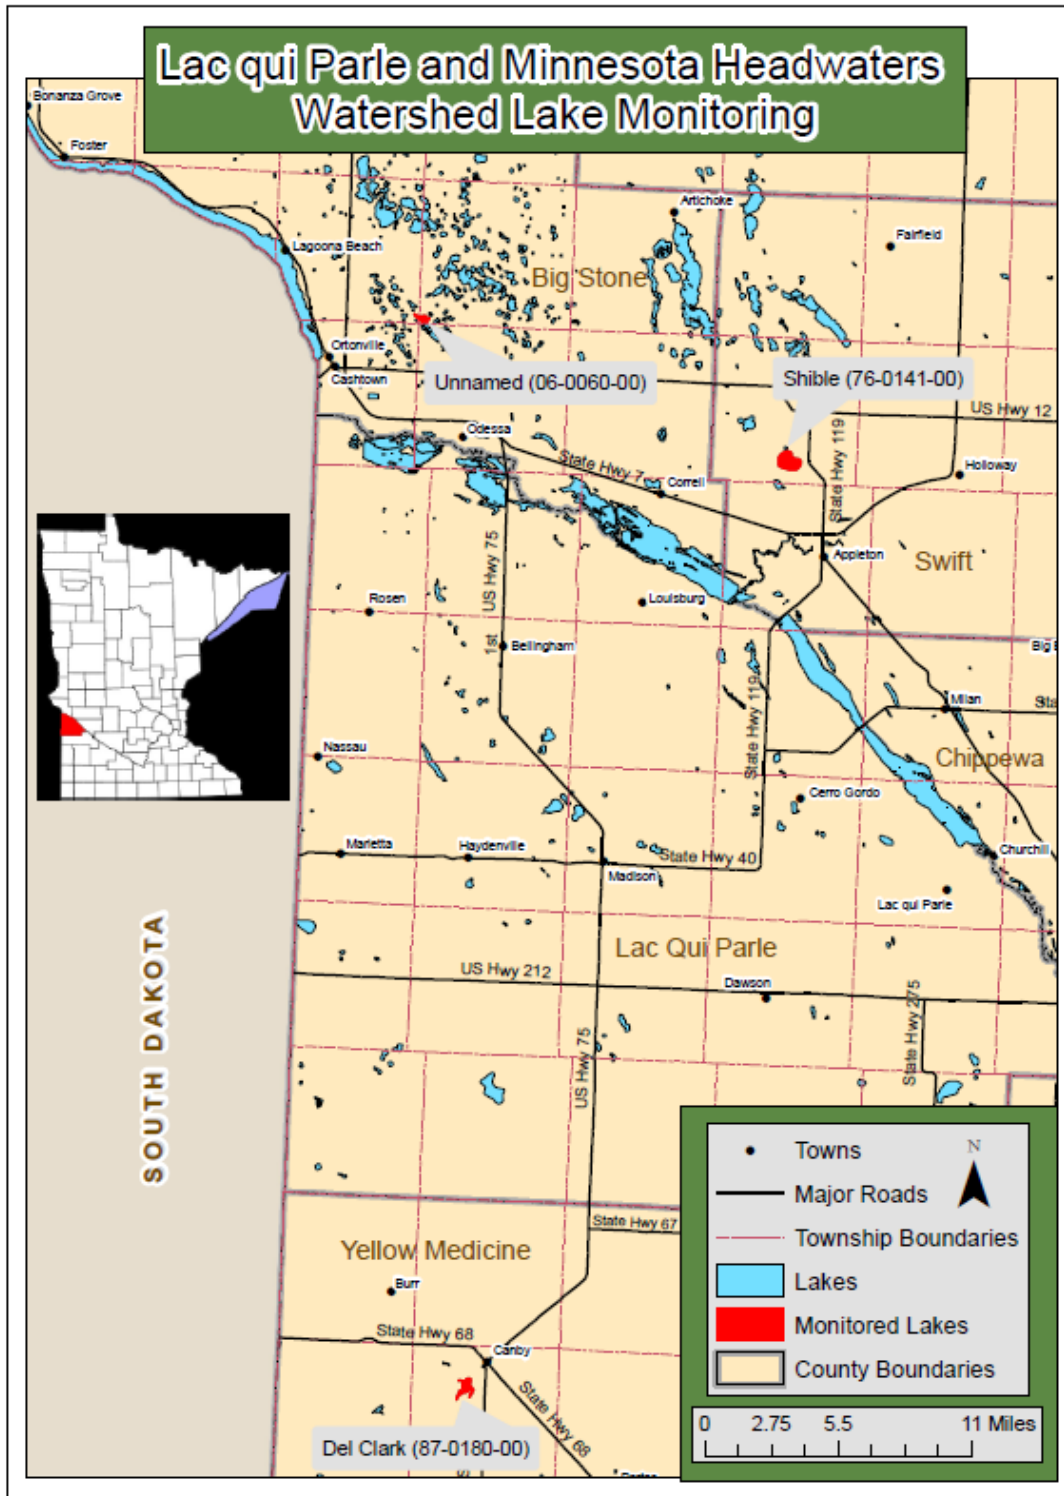 Lac qui Parle and Minnesota Headwaters
Watershed Lake Monitoring
Bonanza Grove
Foster
Artichoke
Fairfield
Lagoona Beach
Big Stone
Ortonville
Cashtown
Unnamed (06-0060-00)
Shible (76-0141-00)
US Hwy 12
Odessa
State Hwy 7
State Hwy 119
Holloway
Correll
Appleton
Swift
US Hwy 75
1st
Rosen
Louisburg
Bellingham
Big
State Hwy 119
Milan
Sta
Nassau
Chippewa
Cerro Gordo
Marietta
Haydenville
State Hwy 40
Madison
Churchill
Lac qui Parle
Lac Qui Parle
US Hwy 212
Dawson
State Hwy 275
US Hwy 75
SOUTH DAKOTA
State Hwy 67
Yellow Medicine
Burr
State Hwy 68
Canby
State Hwy 68
Del Clark (87-0180-00)
N
Towns
Major Roads
Township Boundaries
Lakes
Monitored Lakes
County Boundaries
0 2.75 5.5 11 Miles